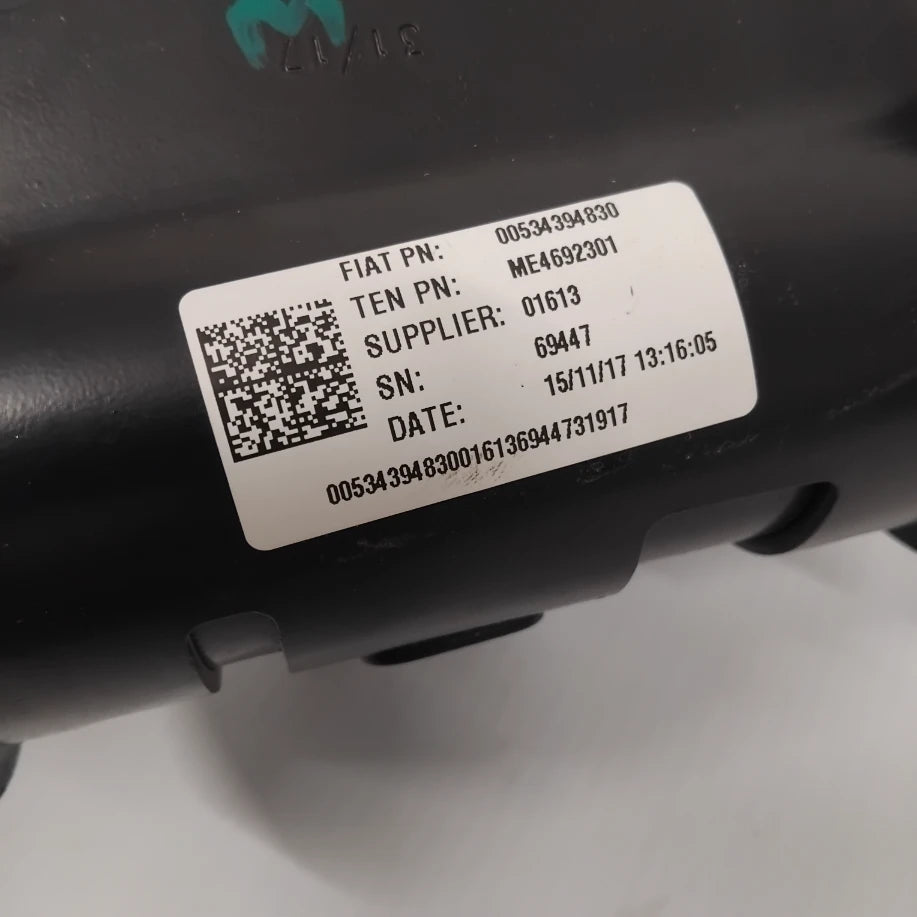 31/17
M
FIAT PN: 00534394830
TEN PN: ME4692301
SUPPLIER: 01613
SN: 69447
DATE: 15/11/17 13:16:05
00534394830016136944731917